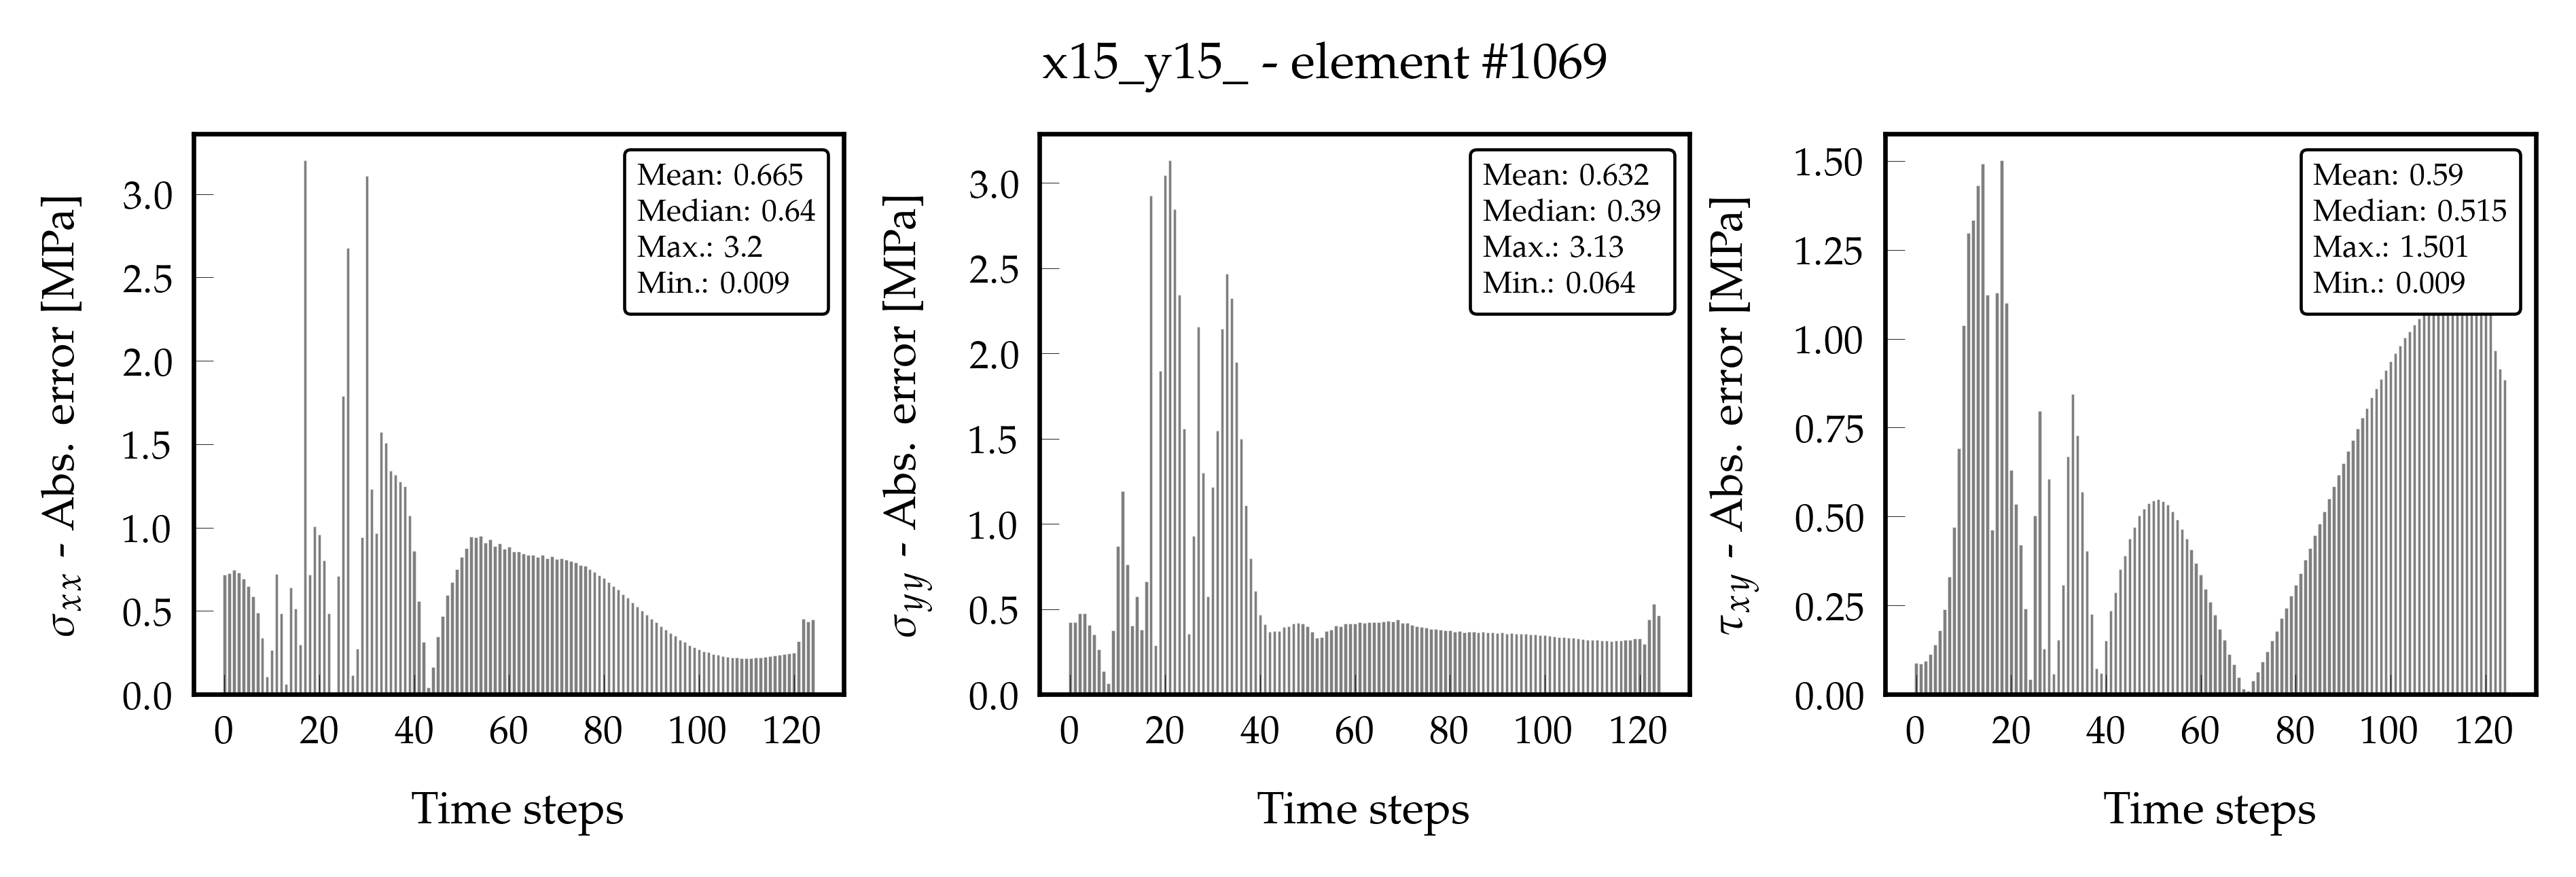 x15_y15_ - element #1069
σxx - Abs. error [MPa]
3.0
2.5
2.0
1.5
1.0
0.5
0.0
0 20 40 60 80 100 120
Time steps
Mean: 0.665
Median: 0.64
Max.: 3.2
Min.: 0.009
σyy - Abs. error [MPa]
3.0
2.5
2.0
1.5
1.0
0.5
0.0
0 20 40 60 80 100 120
Time steps
Mean: 0.632
Median: 0.39
Max.: 3.13
Min.: 0.064
τxy - Abs. error [MPa]
1.50
1.25
1.00
0.75
0.50
0.25
0.00
0 20 40 60 80 100 120
Time steps
Mean: 0.59
Median: 0.515
Max.: 1.501
Min.: 0.009